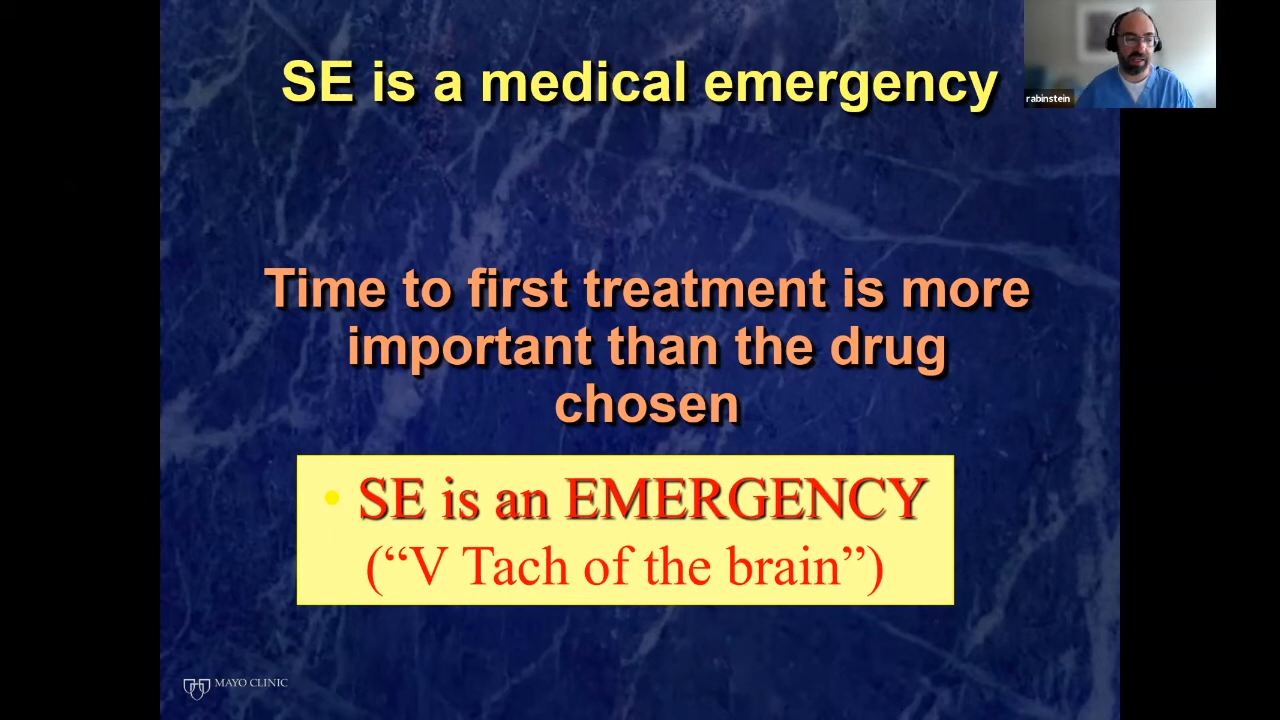 SE is a medical emergency
rabinstein
Time to first treatment is more
important than the drug
chosen
• SE is an EMERGENCY
(“V Tach of the brain”)
MAYO CLINIC